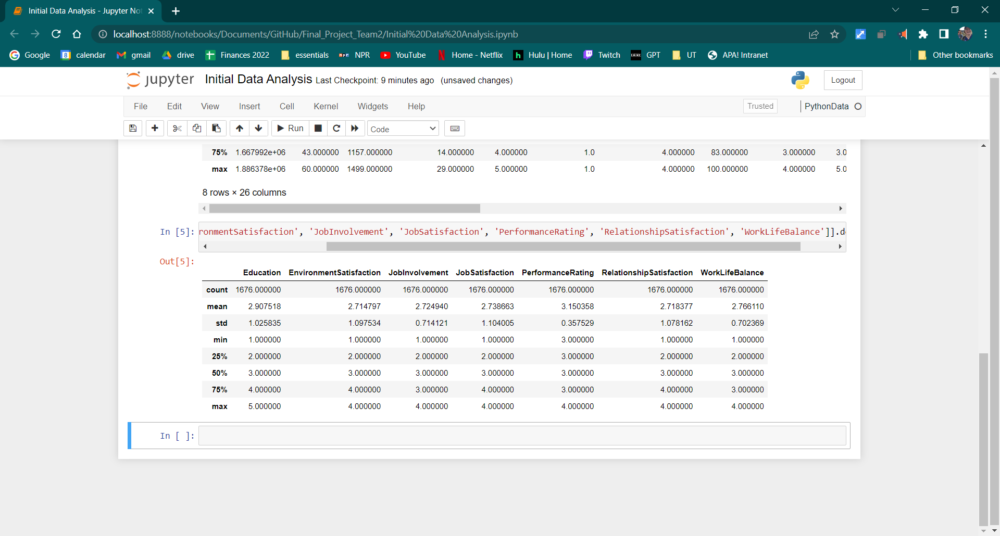 Initial Data Analysis - Jupyter Not
localhost:8888/notebooks/Documents/GitHub/Final_Project_Team2/Initial%20Data%20Analysis.ipynb
Google calendar gmail drive Finances 2022 essentials NPR YouTube Home - Netflix Hulu | Home Twitch GPT UT APA! Intranet Other bookmarks
jupyter Initial Data Analysis Last Checkpoint: 9 minutes ago (unsaved changes) Logout
File Edit View Insert Cell Kernel Widgets Help Trusted PythonData
Run Code
75% 1.667992e+06 43.000000 1157.000000 14.000000 4.000000 1.0 4.000000 83.000000 3.000000 3.0
max 1.886378e+06 60.000000 1499.000000 29.000000 5.000000 1.0 4.000000 100.000000 4.000000 5.0
8 rows × 26 columns
In [5]: ronmentSatisfaction', 'JobInvolvement', 'JobSatisfaction', 'PerformanceRating', 'RelationshipSatisfaction', 'WorkLifeBalance']].d
Out[5]:
Education EnvironmentSatisfaction JobInvolvement JobSatisfaction PerformanceRating RelationshipSatisfaction WorkLifeBalance
count 1676.000000 1676.000000 1676.000000 1676.000000 1676.000000 1676.000000 1676.000000
mean 2.907518 2.714797 2.724940 2.738663 3.150358 2.718377 2.766110
std 1.025835 1.097534 0.714121 1.104005 0.357529 1.078162 0.702369
min 1.000000 1.000000 1.000000 1.000000 3.000000 1.000000 1.000000
25% 2.000000 2.000000 2.000000 2.000000 3.000000 2.000000 2.000000
50% 3.000000 3.000000 3.000000 3.000000 3.000000 3.000000 3.000000
75% 4.000000 4.000000 3.000000 4.000000 3.000000 4.000000 3.000000
max 5.000000 4.000000 4.000000 4.000000 4.000000 4.000000 4.000000
In [ ]: